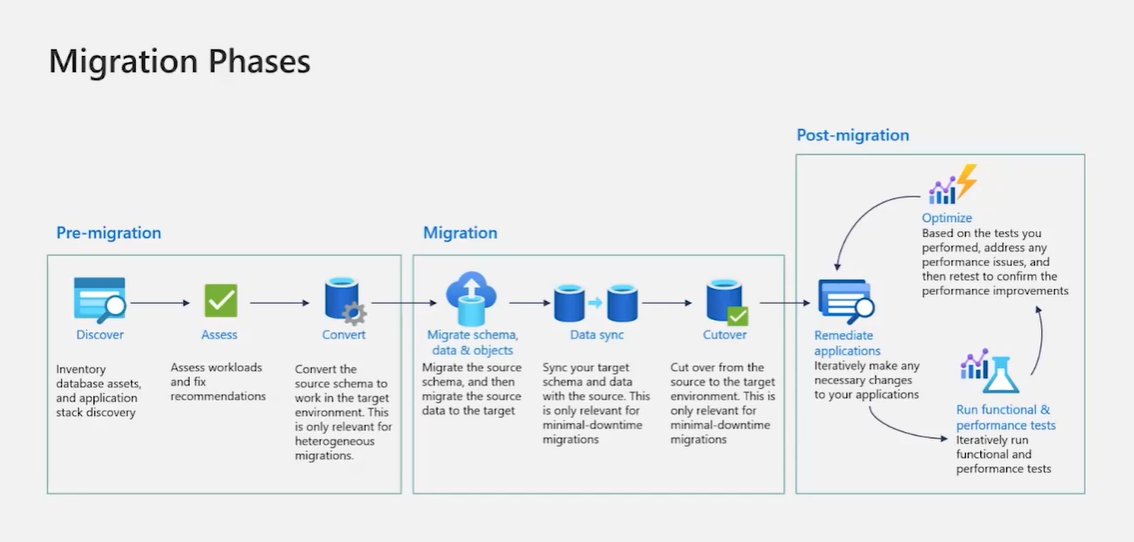 Migration Phases
Pre-migration
Discover
Inventory
database assets,
and application
stack discovery
Assess
Assess workloads
and fix
recommendations
Convert
Convert the
source schema to
work in the target
environment. This
is only relevant for
heterogeneous
migrations.
Migration
Migrate schema,
data & objects
Migrate the source
schema, and then
migrate the source
data to the target
Data sync
Sync your target
schema and data
with the source. This
is only relevant for
minimal-downtime
migrations
Cutover
Cut over from the
source to the target
environment. This is
only relevant for
minimal-downtime
migrations
Post-migration
Remediate
applications
Iteratively make any
necessary changes
to your applications
Run functional &
performance tests
Iteratively run
functional and
performance tests
Optimize
Based on the tests you
performed, address any
performance issues, and
then retest to confirm the
performance improvements